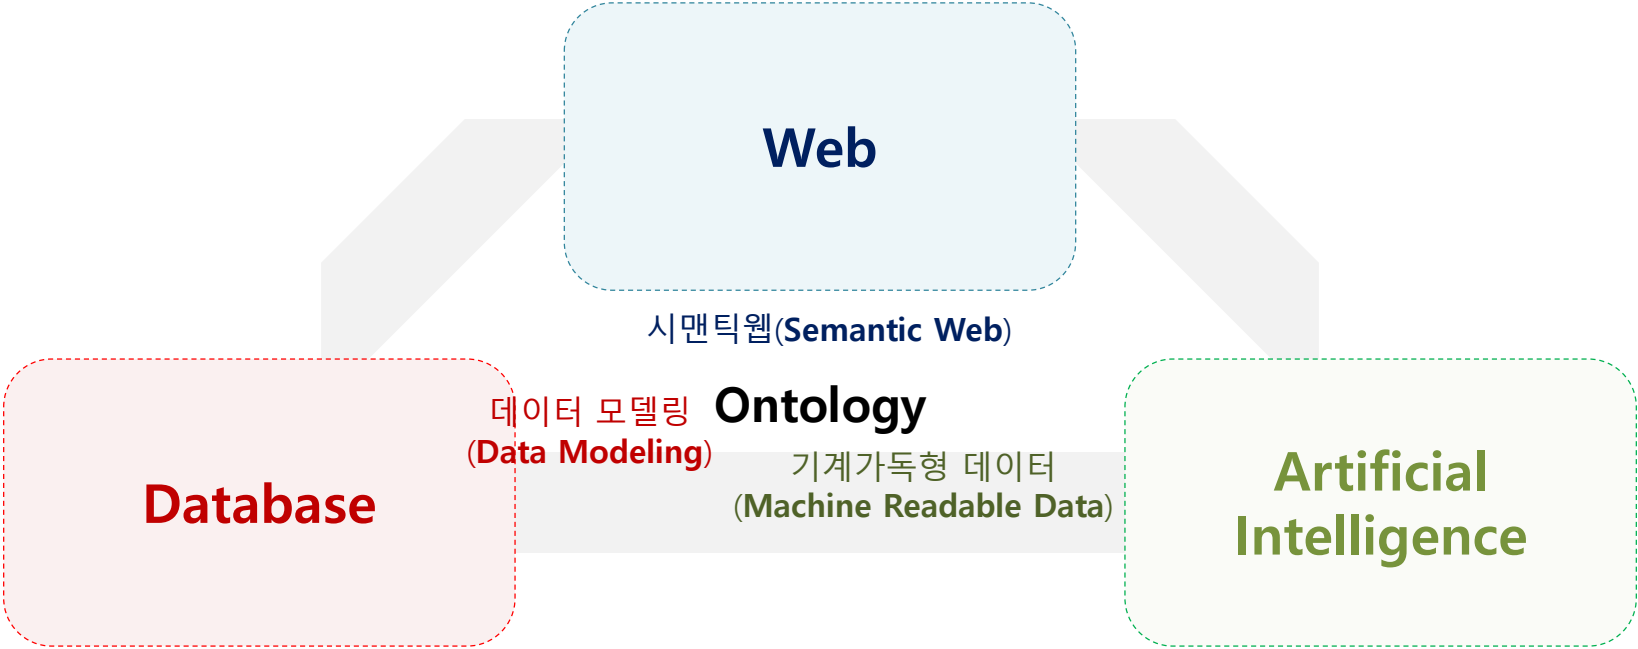 Web
시맨틱웹(Semantic Web)
데이터 모델링
(Data Modeling)
Ontology
기계가독형 데이터
(Machine Readable Data)
Database
Artificial
Intelligence